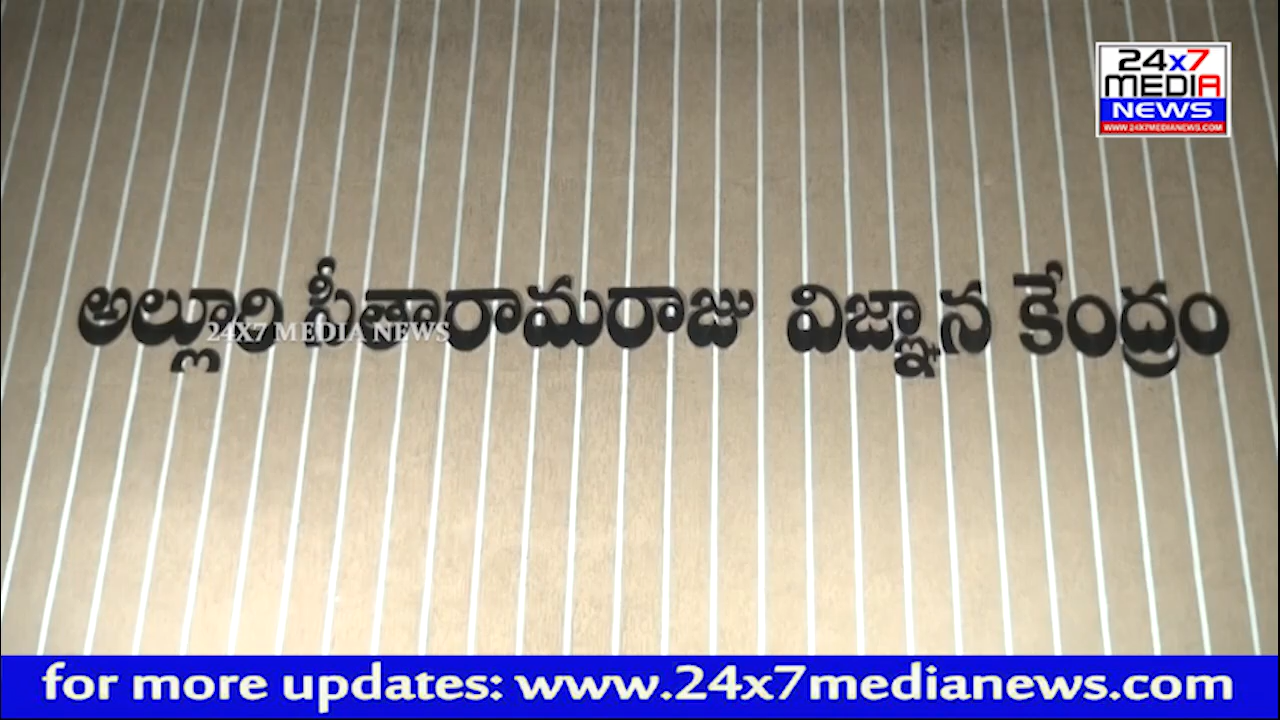 24x7
MEDIA
NEWS
WWW.24X7MEDIANEWS.COM
అల్లూరి సీతారామరాజు విజ్ఞాన కేంద్రం
24X7 MEDIA NEWS
for more updates: www.24x7medianews.com